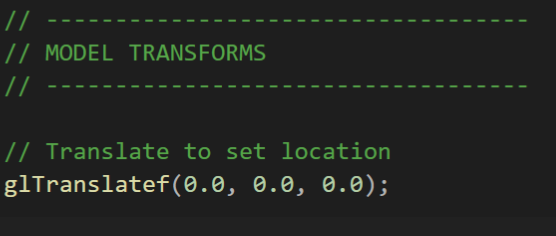 // -----------------------------------
// MODEL TRANSFORMS
// -----------------------------------
// Translate to set location
glTranslatef(0.0, 0.0, 0.0);